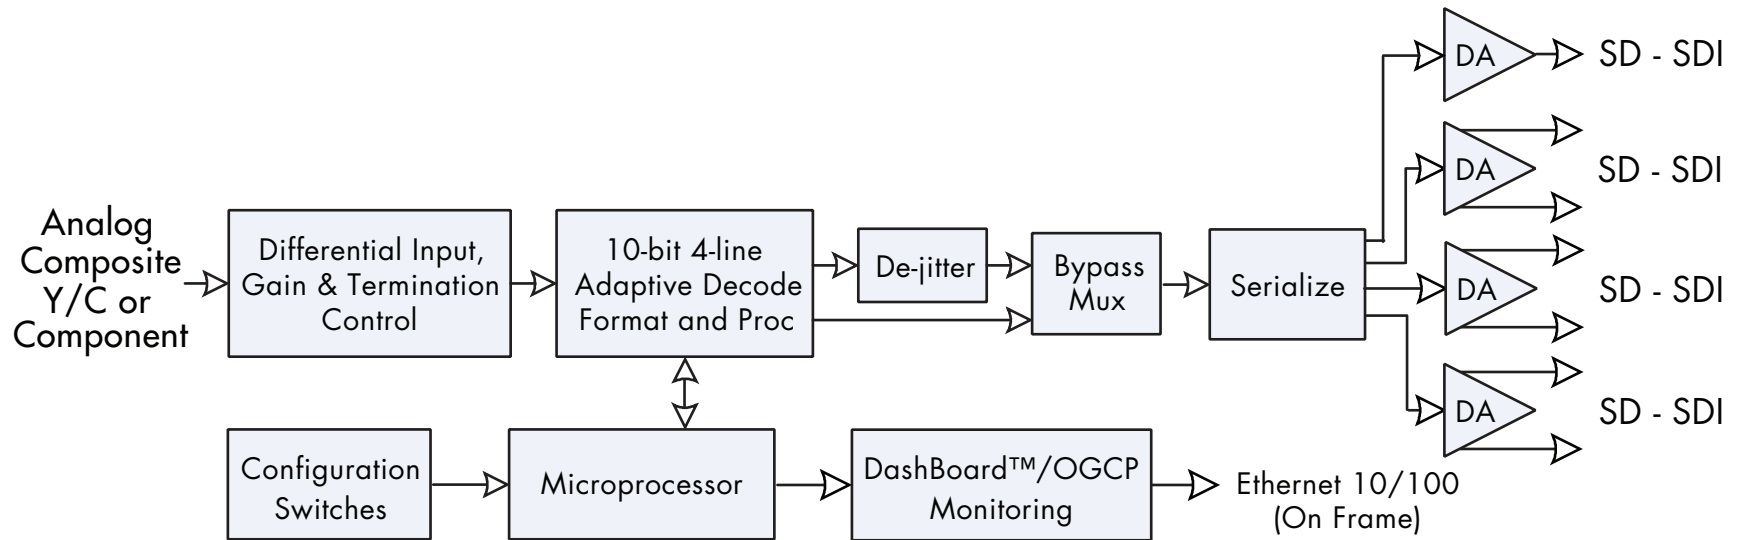 Analog
Composite
Y/C or
Component
Differential Input,
Gain & Termination
Control
10-bit 4-line
Adaptive Decode
Format and Proc
De-jitter
Bypass
Mux
Serialize
DA
SD - SDI
DA
SD - SDI
DA
SD - SDI
DA
SD - SDI
Configuration
Switches
Microprocessor
DashBoard™/OGCP
Monitoring
Ethernet 10/100
(On Frame)